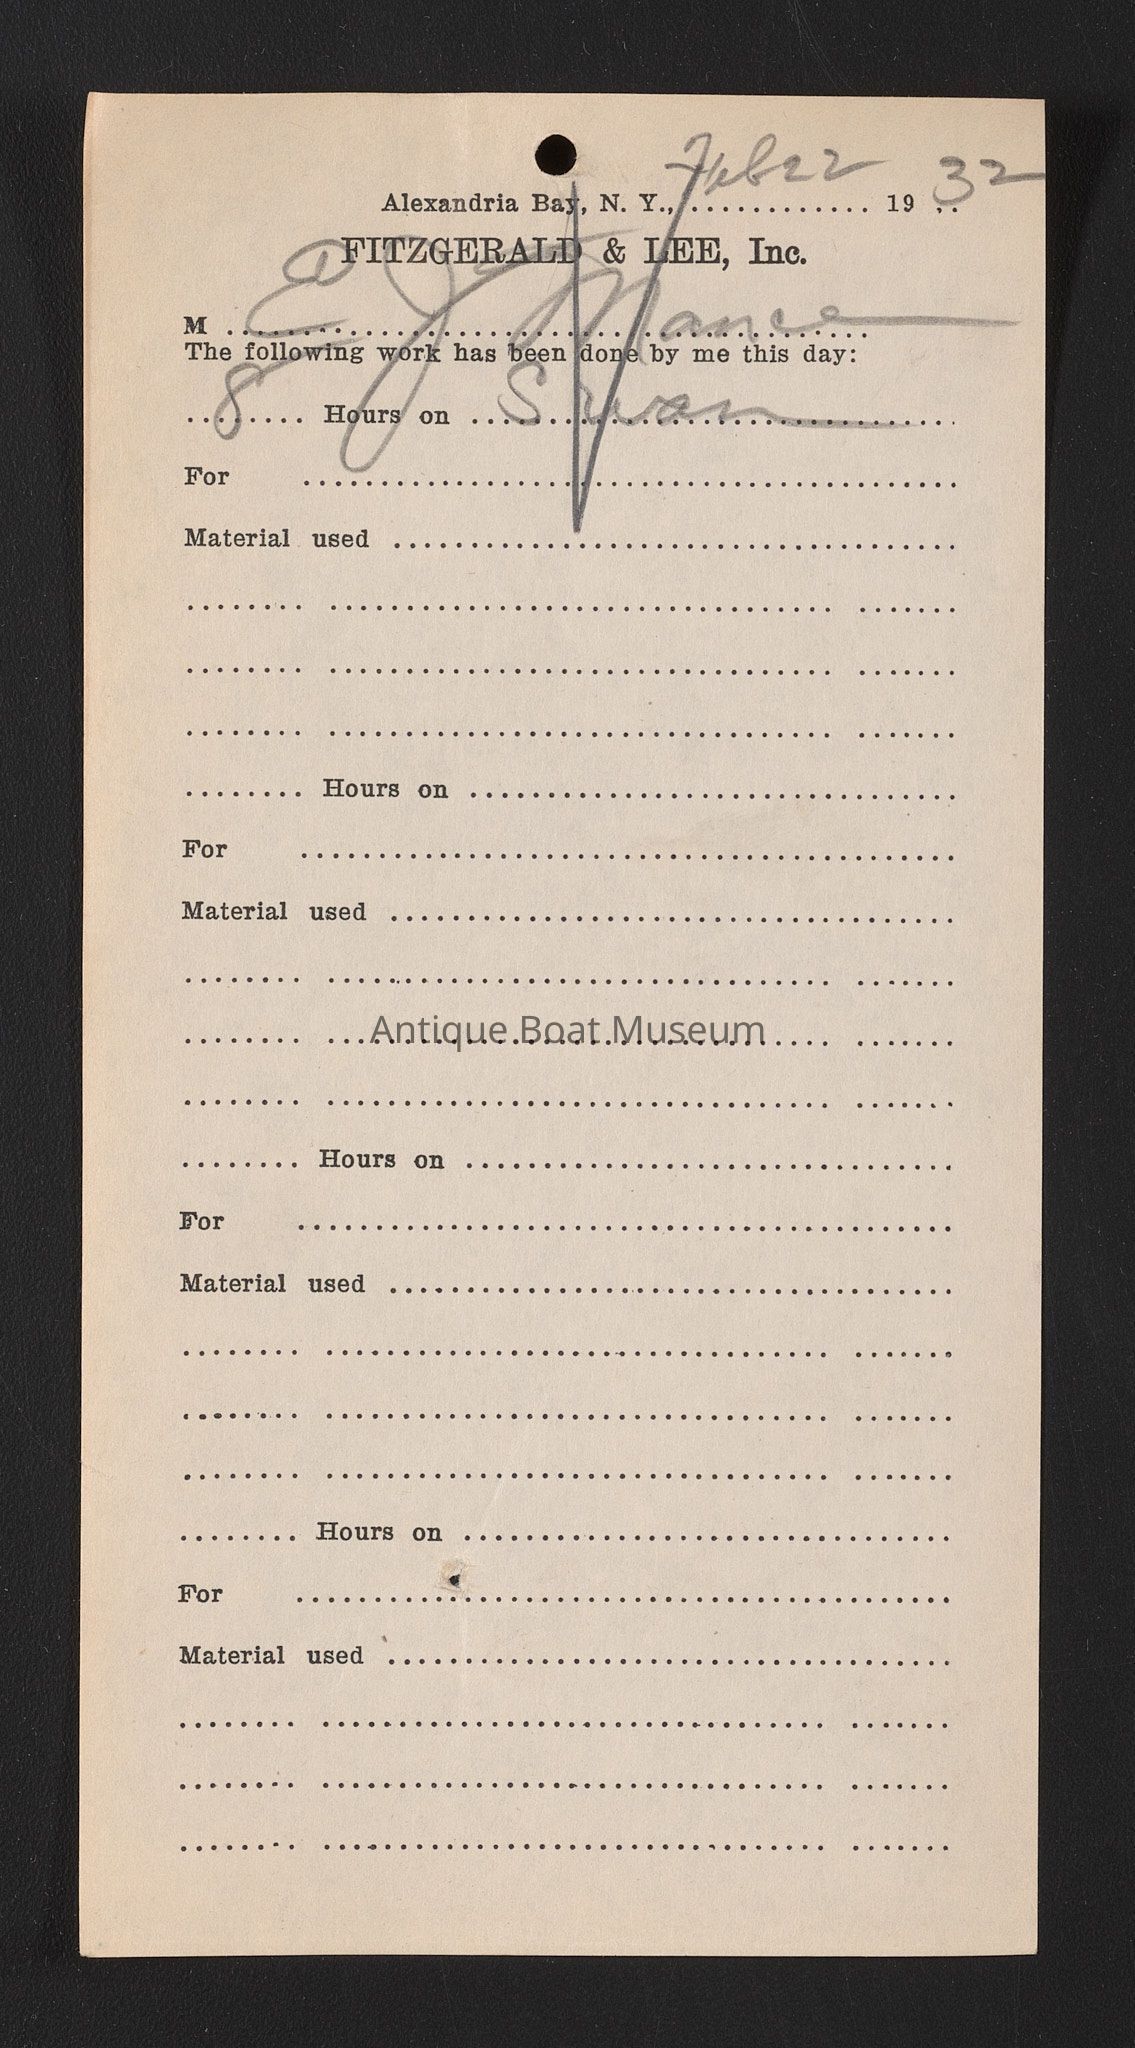 Feb 22 32
Alexandria Bay, N. Y., ............ 19 ..
FITZGERALD & LEE, Inc.
M ........ E J Mance
The following work has been done by me this day:
8 Hours on Swan
For ........
Material used ........
........ Hours on ........
For ........
Material used ........
Antique Boat Museum
........ Hours on ........
For ........
Material used ........
........ Hours on ........
For ........
Material used ........